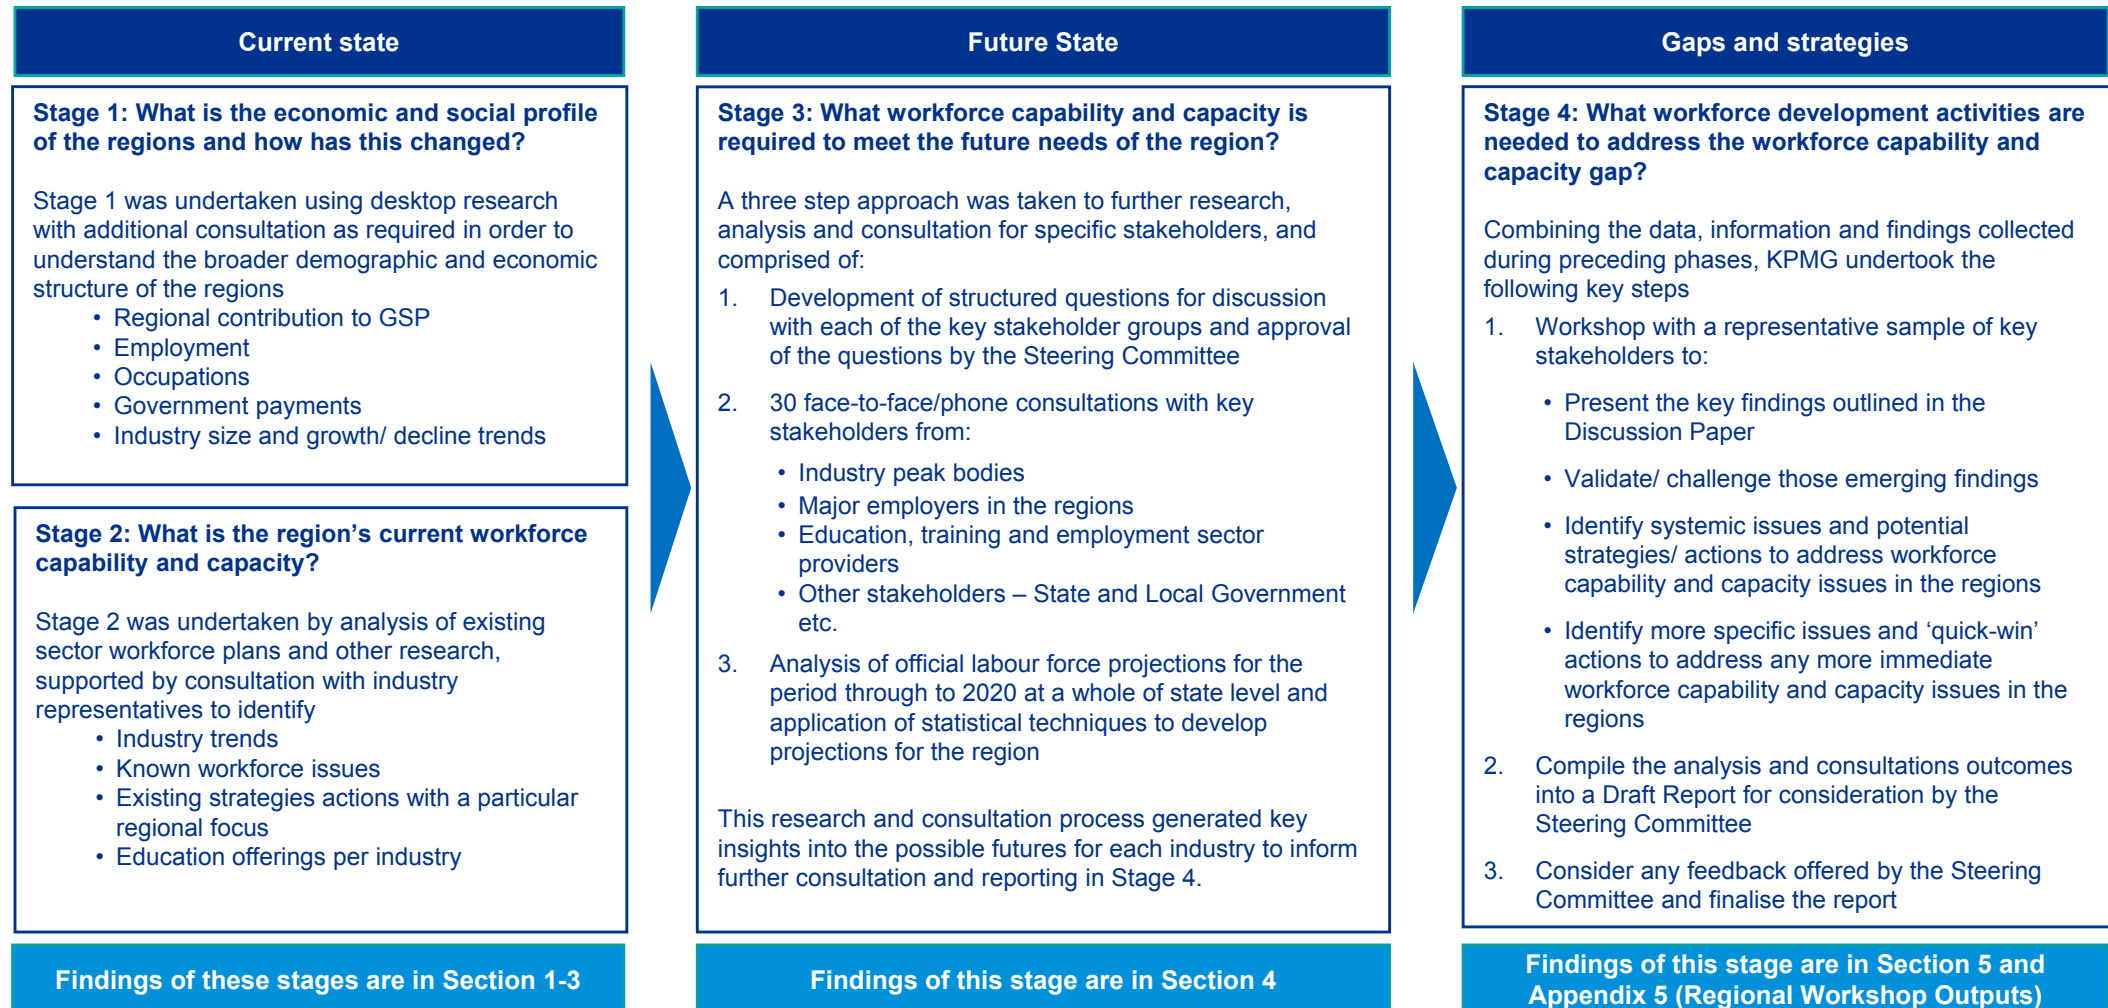 Current state
Stage 1: What is the economic and social profile
of the regions and how has this changed?
Stage 1 was undertaken using desktop research
with additional consultation as required in order to
understand the broader demographic and economic
structure of the regions
• Regional contribution to GSP
• Employment
• Occupations
• Government payments
• Industry size and growth/ decline trends
Stage 2: What is the region’s current workforce
capability and capacity?
Stage 2 was undertaken by analysis of existing
sector workforce plans and other research,
supported by consultation with industry
representatives to identify
• Industry trends
• Known workforce issues
• Existing strategies actions with a particular
regional focus
• Education offerings per industry
Findings of these stages are in Section 1-3
Future State
Stage 3: What workforce capability and capacity is
required to meet the future needs of the region?
A three step approach was taken to further research,
analysis and consultation for specific stakeholders, and
comprised of:
1. Development of structured questions for discussion
with each of the key stakeholder groups and approval
of the questions by the Steering Committee
2. 30 face-to-face/phone consultations with key
stakeholders from:
• Industry peak bodies
• Major employers in the regions
• Education, training and employment sector
providers
• Other stakeholders – State and Local Government
etc.
3. Analysis of official labour force projections for the
period through to 2020 at a whole of state level and
application of statistical techniques to develop
projections for the region
This research and consultation process generated key
insights into the possible futures for each industry to inform
further consultation and reporting in Stage 4.
Findings of this stage are in Section 4
Gaps and strategies
Stage 4: What workforce development activities are
needed to address the workforce capability and
capacity gap?
Combining the data, information and findings collected
during preceding phases, KPMG undertook the
following key steps
1. Workshop with a representative sample of key
stakeholders to:
• Present the key findings outlined in the
Discussion Paper
• Validate/ challenge those emerging findings
• Identify systemic issues and potential
strategies/ actions to address workforce
capability and capacity issues in the regions
• Identify more specific issues and ‘quick-win’
actions to address any more immediate
workforce capability and capacity issues in the
regions
2. Compile the analysis and consultations outcomes
into a Draft Report for consideration by the
Steering Committee
3. Consider any feedback offered by the Steering
Committee and finalise the report
Findings of this stage are in Section 5 and
Appendix 5 (Regional Workshop Outputs)